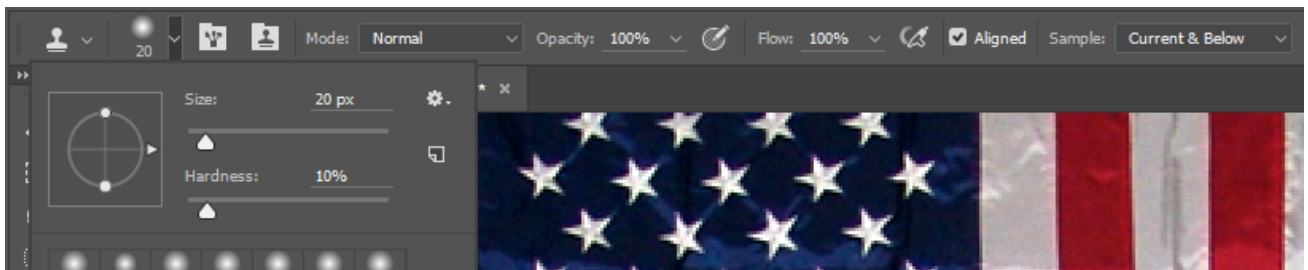 Mode: Normal Opacity: 100% Flow: 100% Aligned Sample: Current & Below
20
* ×
Size: 20 px
Hardness: 10%